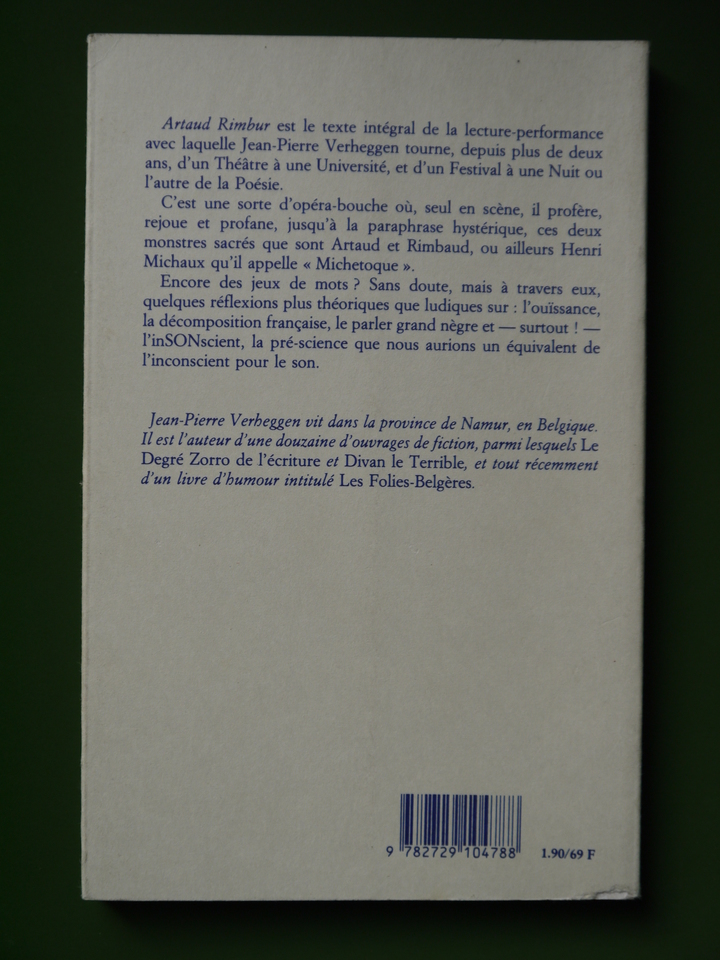 Artaud Rimbur est le texte intégral de la lecture-performance
avec laquelle Jean-Pierre Verheggen tourne, depuis plus de deux
ans, d'un Théâtre à une Université, et d'un Festival à une Nuit ou
l'autre de la Poésie.
C'est une sorte d'opéra-bouche où, seul en scène, il profère,
rejoue et profane, jusqu'à la paraphrase hystérique, ces deux
monstres sacrés que sont Artaud et Rimbaud, ou ailleurs Henri
Michaux qu'il appelle « Michetoque ».
Encore des jeux de mots ? Sans doute, mais à travers eux,
quelques réflexions plus théoriques que ludiques sur : l'ouïssance,
la décomposition française, le parler grand nègre et — surtout ! —
l'inSONscient, la pré-science que nous aurions un équivalent de
l'inconscient pour le son.
Jean-Pierre Verheggen vit dans la province de Namur, en Belgique.
Il est l'auteur d'une douzaine d'ouvrages de fiction, parmi lesquels Le
Degré Zorro de l'écriture et Divan le Terrible, et tout récemment
d'un livre d'humour intitulé Les Folies-Belgères.
9 782729 104788 1.90/69 F